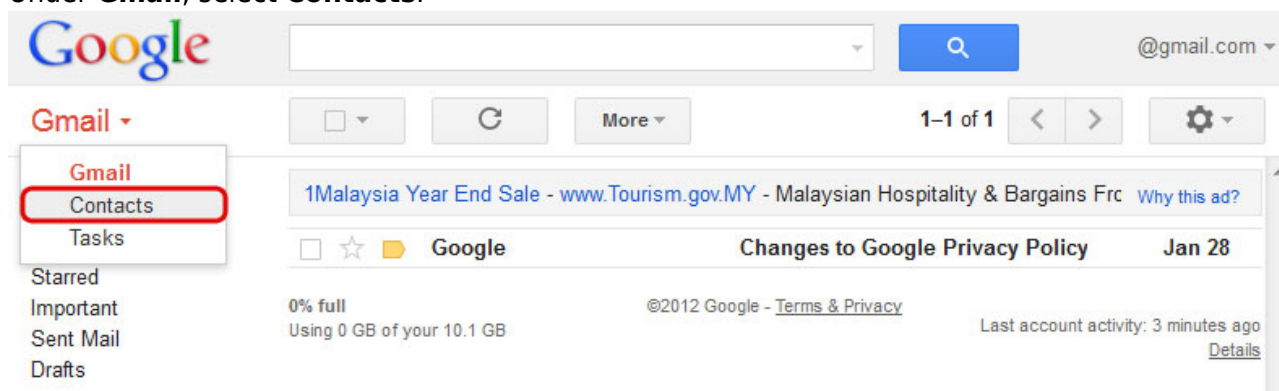 Under Gmail, select Contacts.
Google
@gmail.com
Gmail
More
1–1 of 1
Gmail
Contacts
Tasks
Starred
Important
Sent Mail
Drafts
1Malaysia Year End Sale - www.Tourism.gov.MY - Malaysian Hospitality & Bargains Frc Why this ad?
Google Changes to Google Privacy Policy Jan 28
0% full
Using 0 GB of your 10.1 GB
©2012 Google - Terms & Privacy
Last account activity: 3 minutes ago
Details